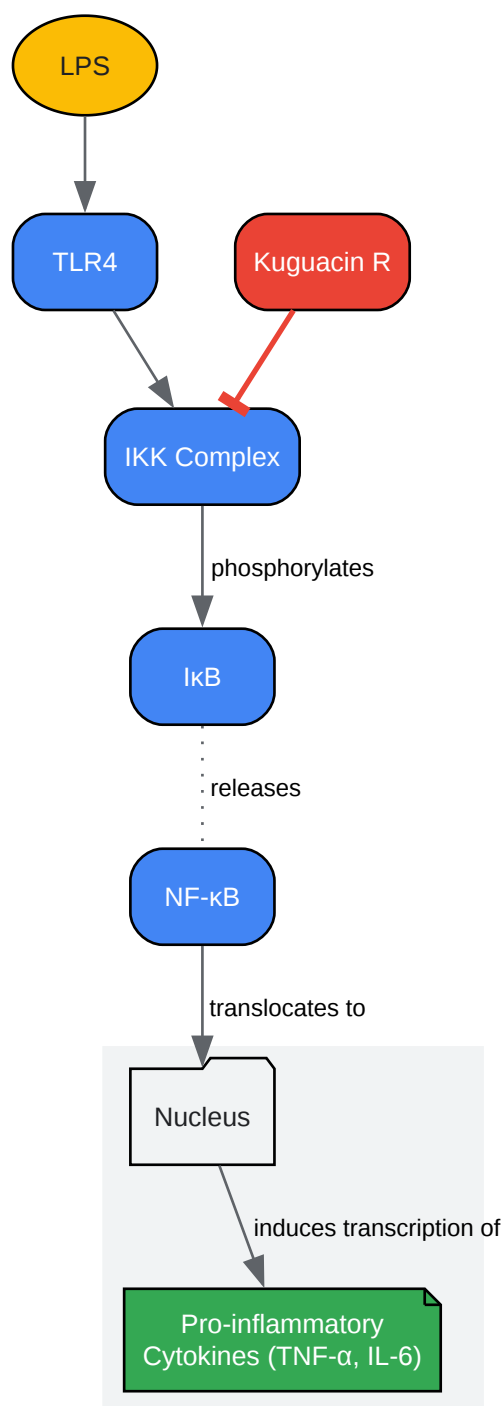 LPS
TLR4
Kuguacin R
IKK Complex
phosphorylates
IκB
releases
NF-κB
translocates to
Nucleus
induces transcription of
Pro-inflammatory
Cytokines (TNF-α, IL-6)